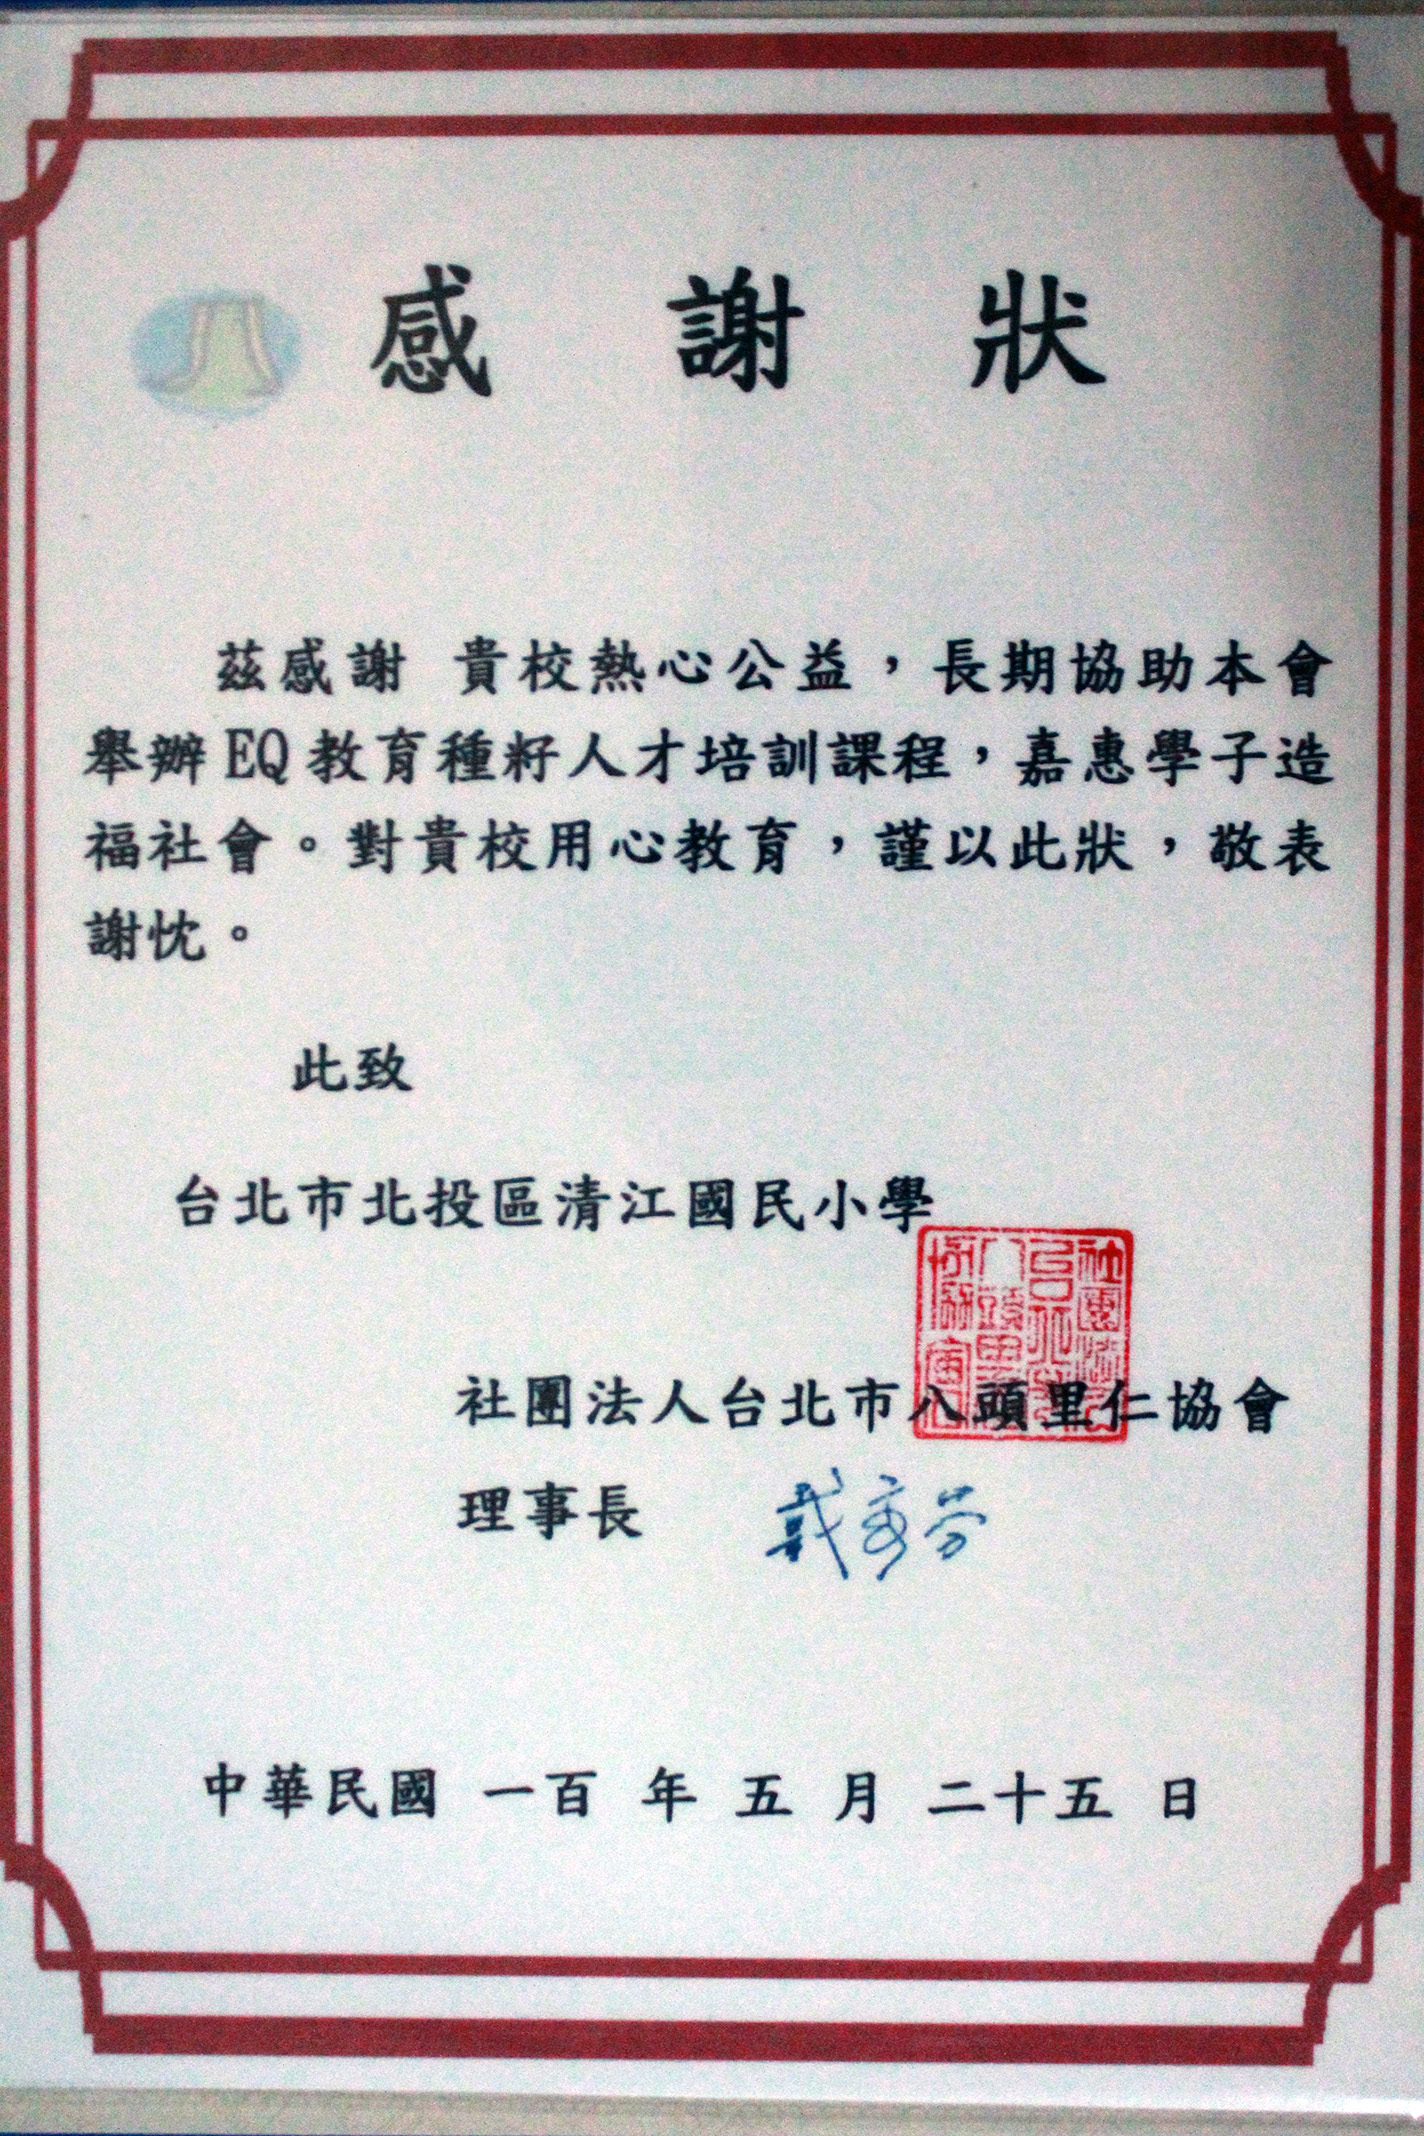 感謝狀
茲感謝 貴校熱心公益，長期協助本會
舉辦EQ教育種籽人才培訓課程，嘉惠學子造
福社會。對貴校用心教育，謹以此狀，敬表
謝忱。
此致
台北市北投區清江國民小學
社團法人台北市八頭里仁協會
理事長 戴
中華民國 一百 年 五 月 二十五 日